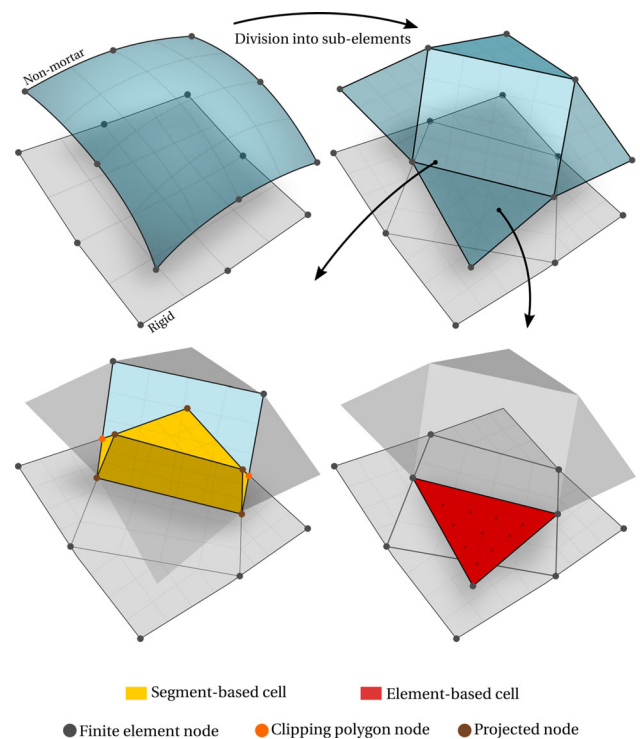 Division into sub-elements
Non-mortar
Rigid
Segment-based cell
Element-based cell
Finite element node
Clipping polygon node
Projected node